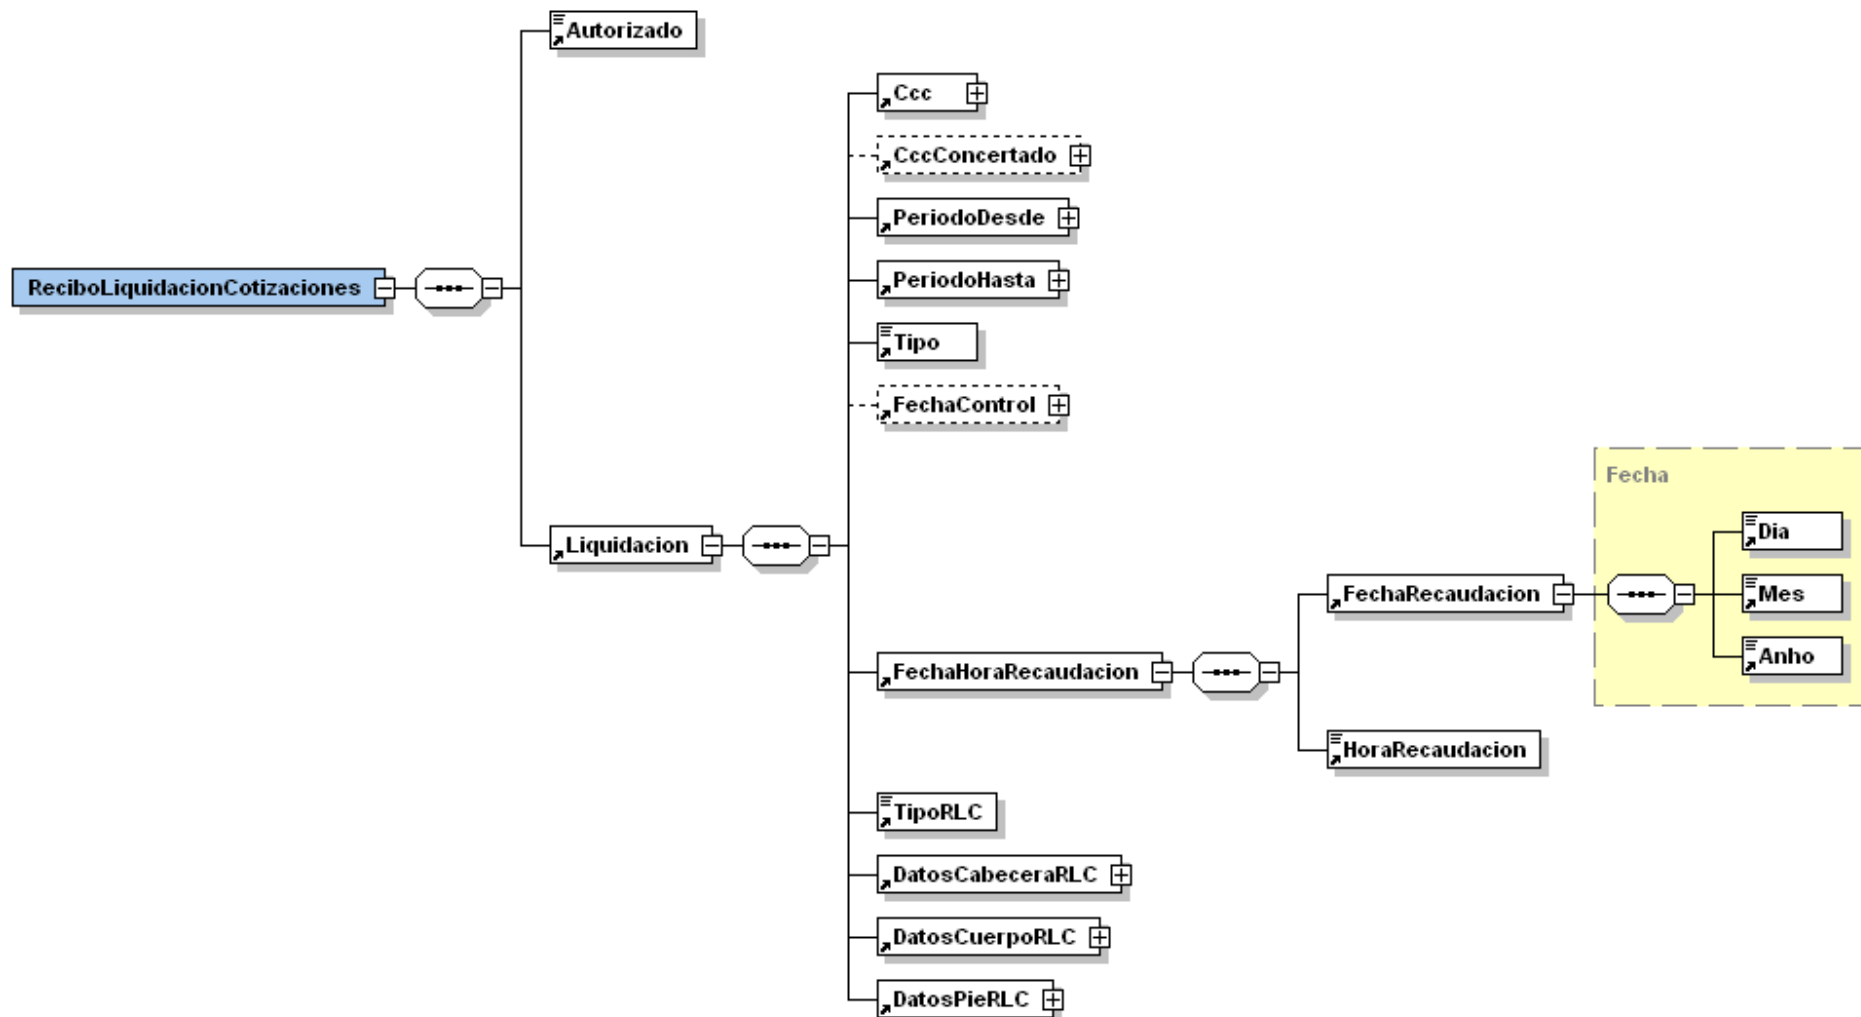 Autorizado
Ccc
CccConcertado
PeriodoDesde
ReciboLiquidacionCotizaciones
PeriodoHasta
Tipo
FechaControl
Fecha
Dia
Liquidacion
FechaRecaudacion
Mes
Anho
FechaHoraRecaudacion
HoraRecaudacion
TipoRLC
DatosCabeceraRLC
DatosCuerpoRLC
DatosPieRLC